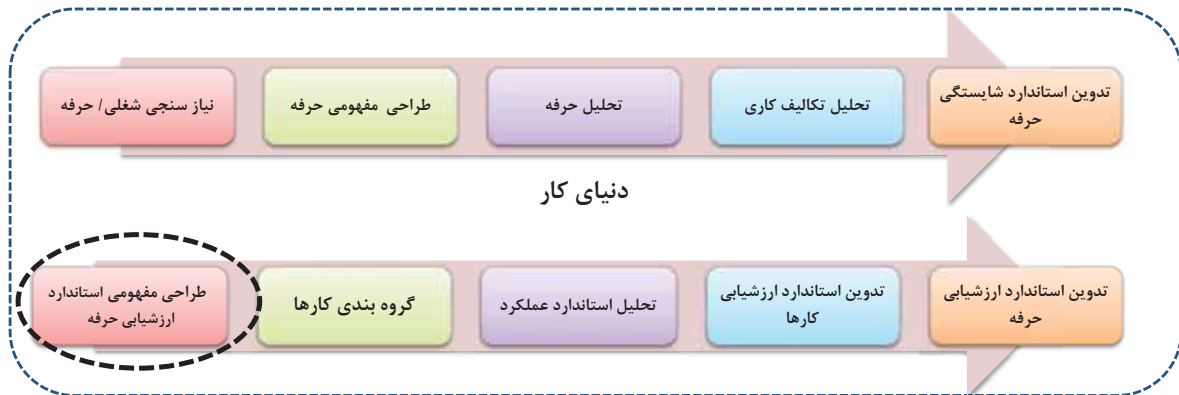 نیاز سنجی شغلی/ حرفه
طراحی مفهومی حرفه
تحلیل حرفه
تحلیل تکالیف کاری
تدوین استاندارد شایستگی
حرفه
دنیای کار
طراحی مفهومی استاندارد
ارزشیابی حرفه
گروه بندی کارها
تحلیل استاندارد عملکرد
تدوین استاندارد ارزشیابی
کارها
تدوین استاندارد ارزشیابی
حرفه